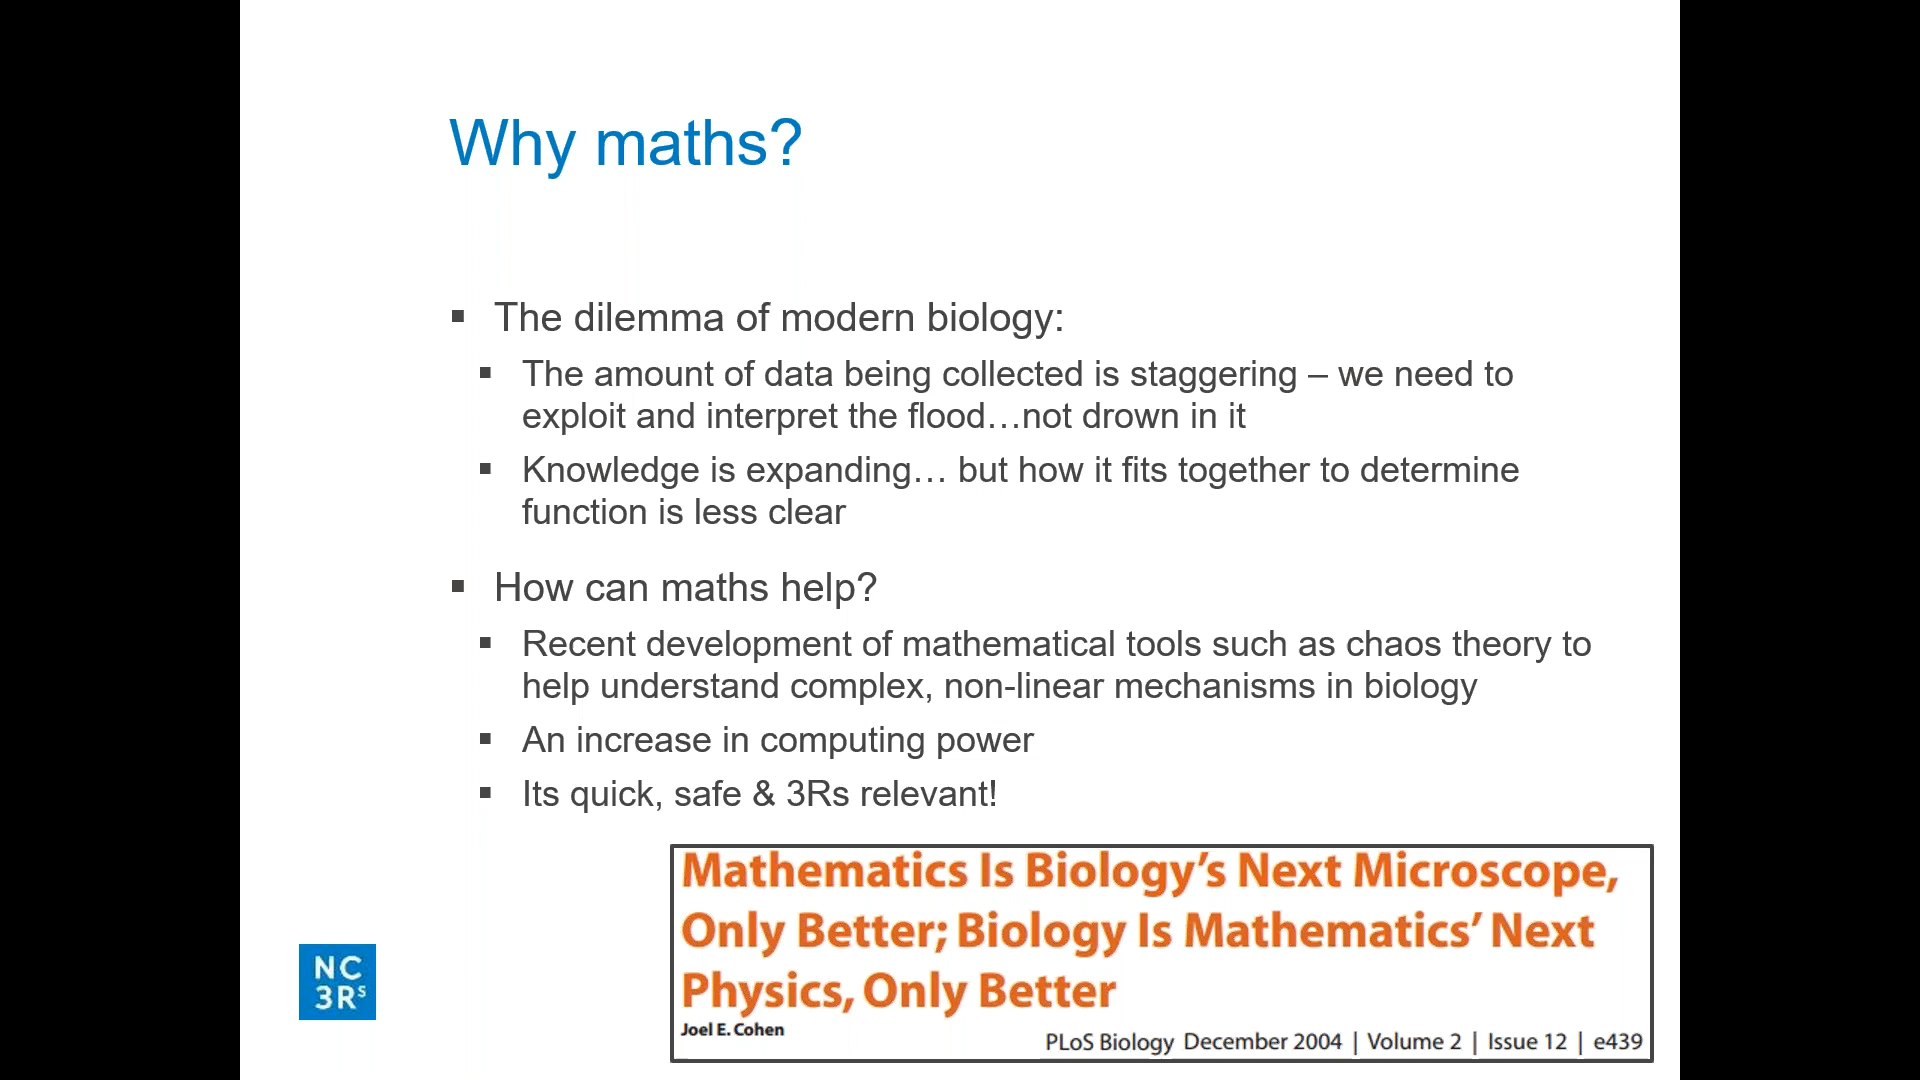 Why maths?
▪ The dilemma of modern biology:
▪ The amount of data being collected is staggering – we need to
exploit and interpret the flood…not drown in it
▪ Knowledge is expanding… but how it fits together to determine
function is less clear
▪ How can maths help?
▪ Recent development of mathematical tools such as chaos theory to
help understand complex, non-linear mechanisms in biology
▪ An increase in computing power
▪ Its quick, safe & 3Rs relevant!
Mathematics Is Biology’s Next Microscope,
Only Better; Biology Is Mathematics’ Next
Physics, Only Better
Joel E. Cohen
PLoS Biology December 2004 | Volume 2 | Issue 12 | e439
NC
3Rs